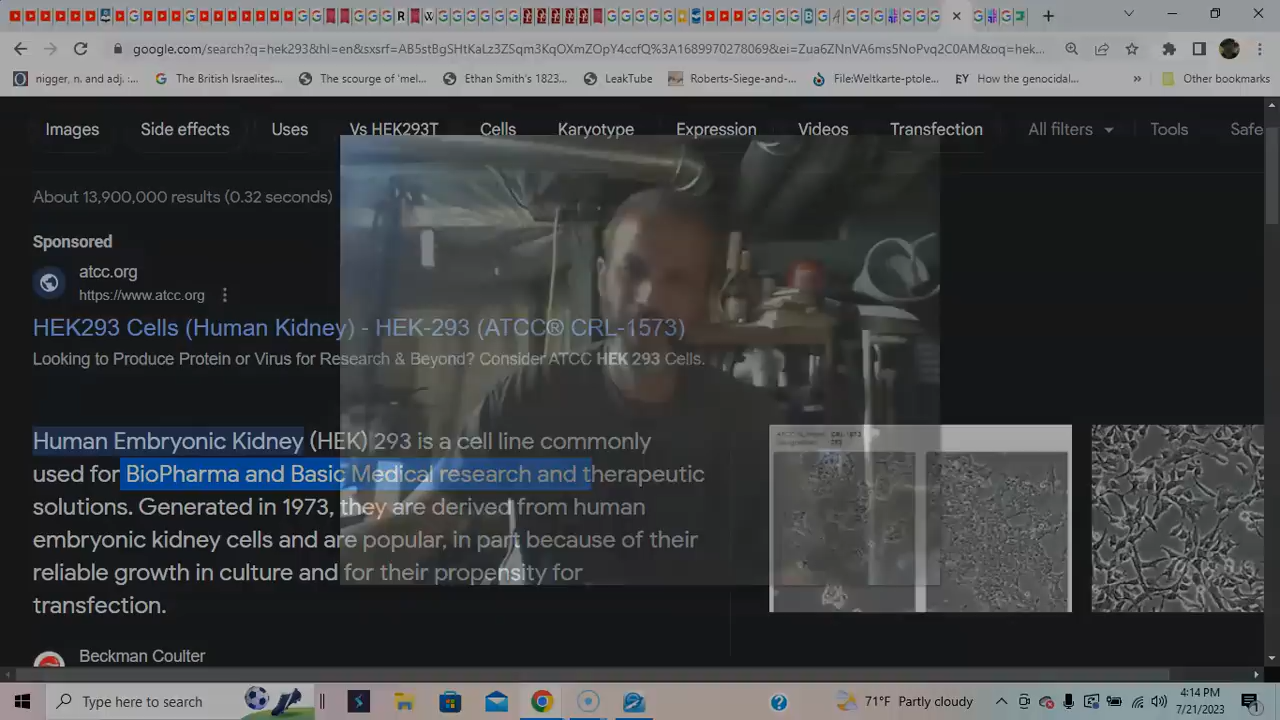 google.com/search?q=hek293&hl=en&sxsrf=AB5stBgSHtKaLz3ZSqm3KqOXmZOpY4ccfQ%3A1689970278069&ei=Zua6ZNnVA6ms5NoPvq2C0AM&oq=hek...
nigger, n. and adj. :... The British Israelites... The scourge of 'mel... Ethan Smith's 1823... LeakTube Roberts-Siege-and-... File:Weltkarte-ptole... EY How the genocidal... » Other bookmarks
Images Side effects Uses Vs HEK293T Cells Karyotype Expression Videos Transfection All filters Tools Safe
About 13,900,000 results (0.32 seconds)
Sponsored
atcc.org
https://www.atcc.org
HEK293 Cells (Human Kidney) - HEK-293 (ATCC® CRL-1573)
Looking to Produce Protein or Virus for Research & Beyond? Consider ATCC HEK 293 Cells.
Human Embryonic Kidney (HEK) 293 is a cell line commonly
used for BioPharma and Basic Medical research and therapeutic
solutions. Generated in 1973, they are derived from human
embryonic kidney cells and are popular, in part because of their
reliable growth in culture and for their propensity for
transfection.
Beckman Coulter
Type here to search
71°F Partly cloudy
4:14 PM
7/21/2023